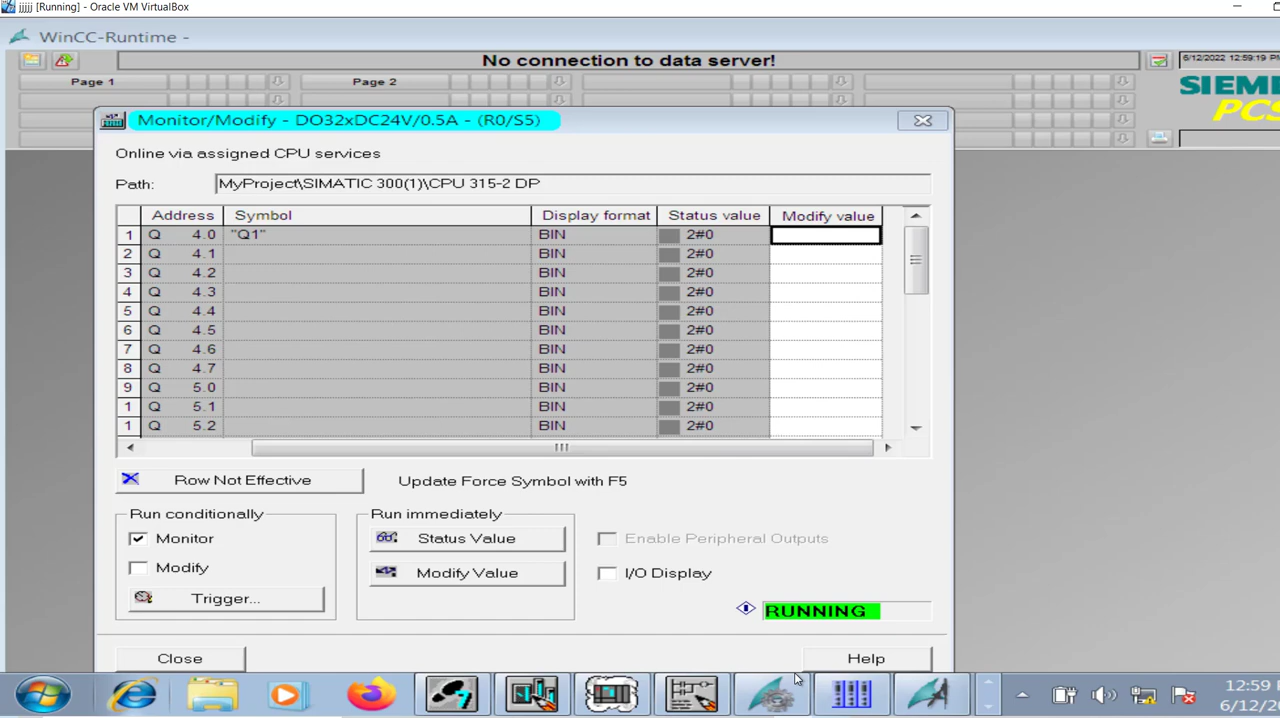 jjjjj [Running] - Oracle VM VirtualBox
WinCC-Runtime -
No connection to data server!
6/12/2022 12:59:19 PM
Page 1
Page 2
SIEME
PCS
Monitor/Modify - DO32xDC24V/0.5A - (R0/S5)
Online via assigned CPU services
Path: MyProject\SIMATIC 300(1)\CPU 315-2 DP
Address Symbol Display format Status value Modify value
1 Q 4.0 "Q1" BIN 2#0
2 Q 4.1 BIN 2#0
3 Q 4.2 BIN 2#0
4 Q 4.3 BIN 2#0
5 Q 4.4 BIN 2#0
6 Q 4.5 BIN 2#0
7 Q 4.6 BIN 2#0
8 Q 4.7 BIN 2#0
9 Q 5.0 BIN 2#0
1 Q 5.1 BIN 2#0
1 Q 5.2 BIN 2#0
Row Not Effective
Update Force Symbol with F5
Run conditionally
Run immediately
Monitor
Status Value
Enable Peripheral Outputs
Modify
Modify Value
I/O Display
Trigger...
RUNNING
Close
Help
12:59 P
6/12/20